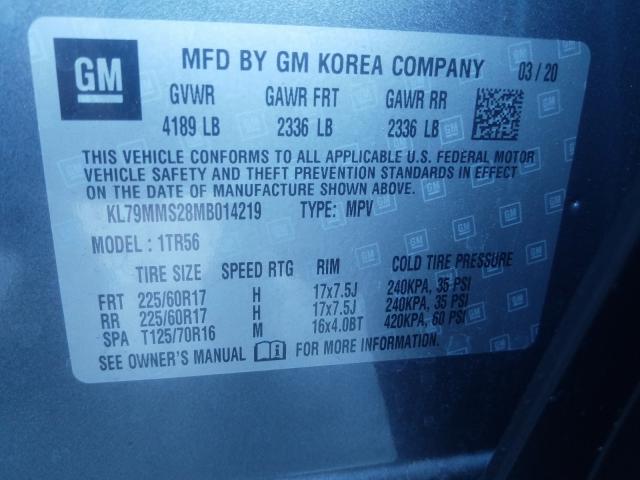 GM MFD BY GM KOREA COMPANY 03/20
GVWR GAWR FRT GAWR RR
4189 LB 2336 LB 2336 LB
THIS VEHICLE CONFORMS TO ALL APPLICABLE U.S. FEDERAL MOTOR
VEHICLE SAFETY AND THEFT PREVENTION STANDARDS IN EFFECT
ON THE DATE OF MANUFACTURE SHOWN ABOVE.
KL79MMS28MB014219 TYPE: MPV
MODEL : 1TR56
TIRE SIZE SPEED RTG RIM COLD TIRE PRESSURE
FRT 225/60R17 H 17x7.5J 240KPA, 35 PSI
RR 225/60R17 H 17x7.5J 240KPA, 35 PSI
SPA T125/70R16 M 16x4.0BT 420KPA, 60 PSI
SEE OWNER'S MANUAL FOR MORE INFORMATION.